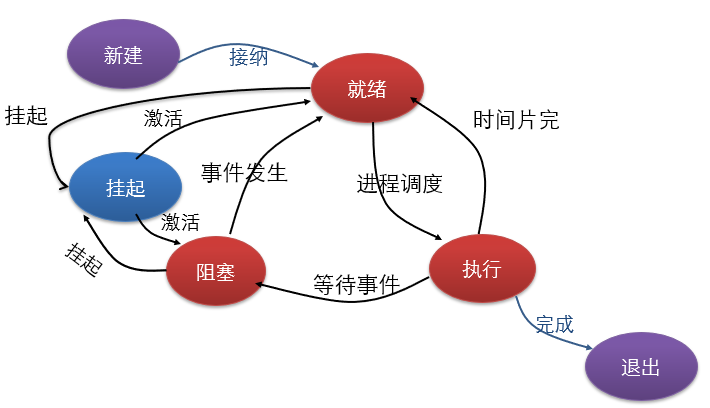 新建
接纳
就绪
挂起
激活
时间片完
事件发生
进程调度
挂起
激活
挂起
阻塞
等待事件
执行
完成
退出